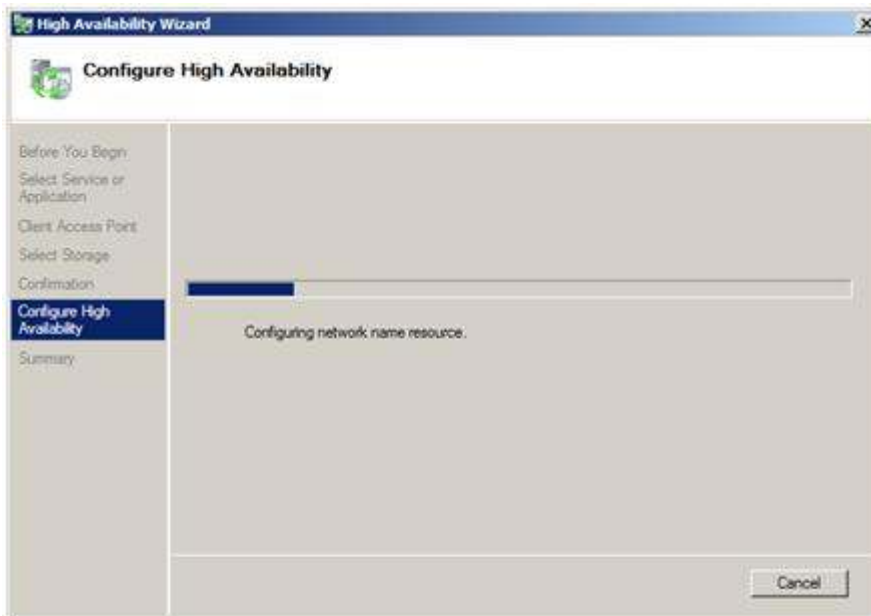 High Availability Wizard
Configure High Availability
Before You Begin
Select Service or
Application
Client Access Point
Select Storage
Confirmation
Configure High
Availability
Summary
Configuring network name resource.
Cancel